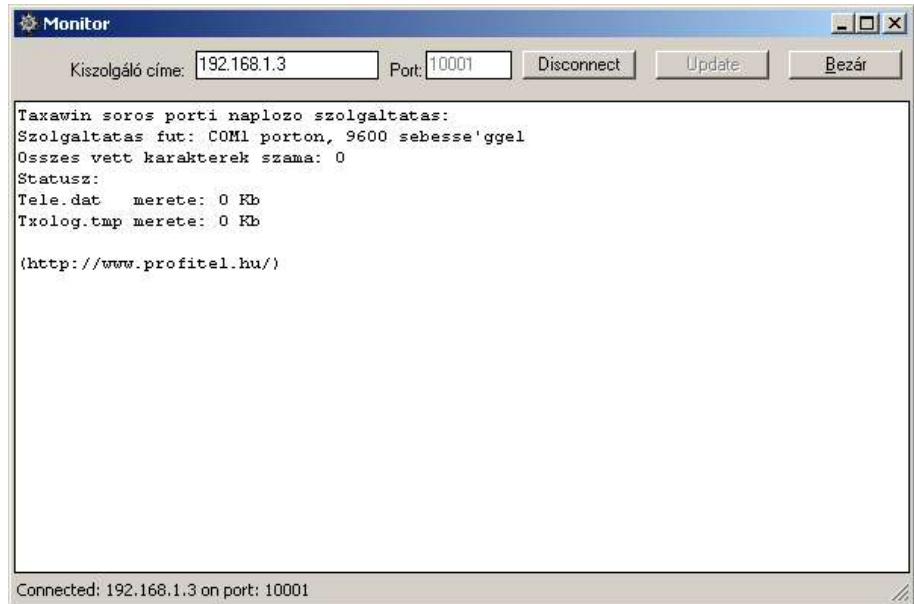 Monitor
Kiszolgáló címe: 192.168.1.3 Port: 10001 Disconnect Update Bezár
Taxawin soros porti naplozo szolgaltatas:
Szolgaltatas fut: COM1 porton, 9600 sebesse'ggel
Osszes vett karakterek szama: 0
Statusz:
Tele.dat   merete: 0 Kb
Txolog.tmp merete: 0 Kb
(http://www.profitel.hu/)
Connected: 192.168.1.3 on port: 10001